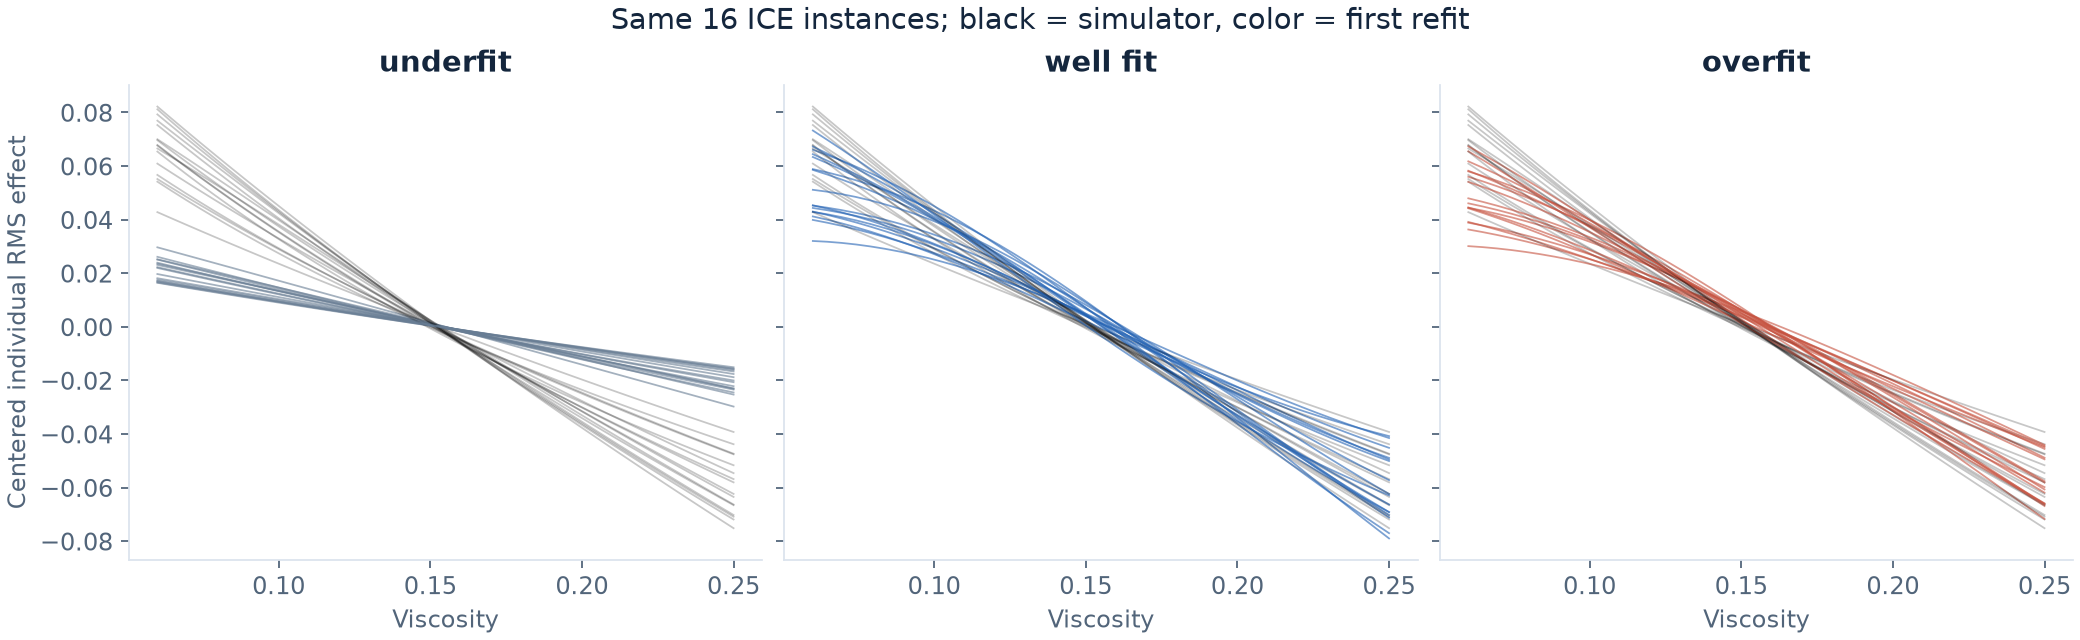 Same 16 ICE instances; black = simulator, color = first refit
underfit
well fit
overfit
Centered individual RMS effect
0.08
0.06
0.04
0.02
0.00
−0.02
−0.04
−0.06
−0.08
0.10
0.15
0.20
0.25
0.10
0.15
0.20
0.25
0.10
0.15
0.20
0.25
Viscosity
Viscosity
Viscosity